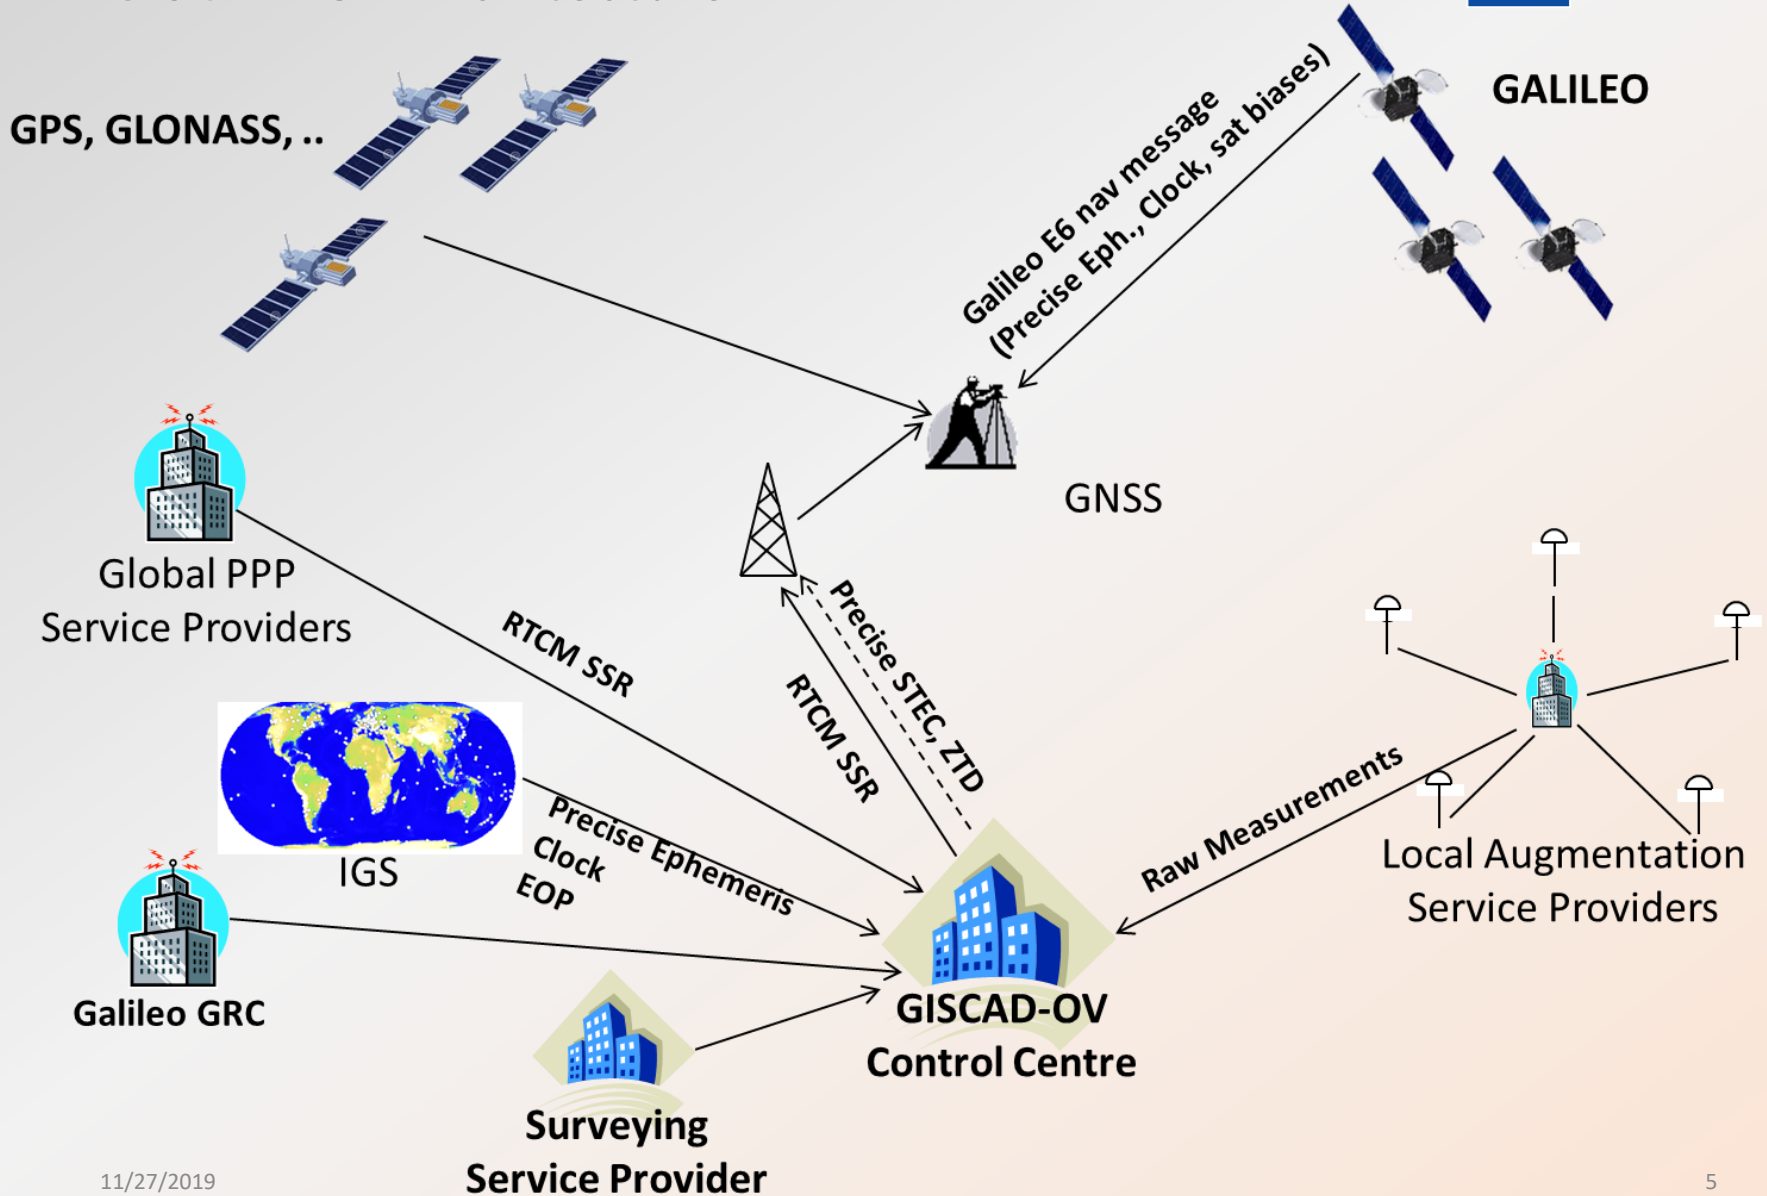 GPS, GLONASS, ..
GALILEO
Galileo E6 nav message
(Precise Eph., Clock, sat biases)
GNSS
Global PPP
Service Providers
RTCM SSR
Precise STEC, ZTD
RTCM SSR
IGS
Precise Ephemeris
Clock
EOP
Raw Measurements
Local Augmentation
Service Providers
Galileo GRC
GISCAD-OV
Control Centre
Surveying
Service Provider
11/27/2019
5